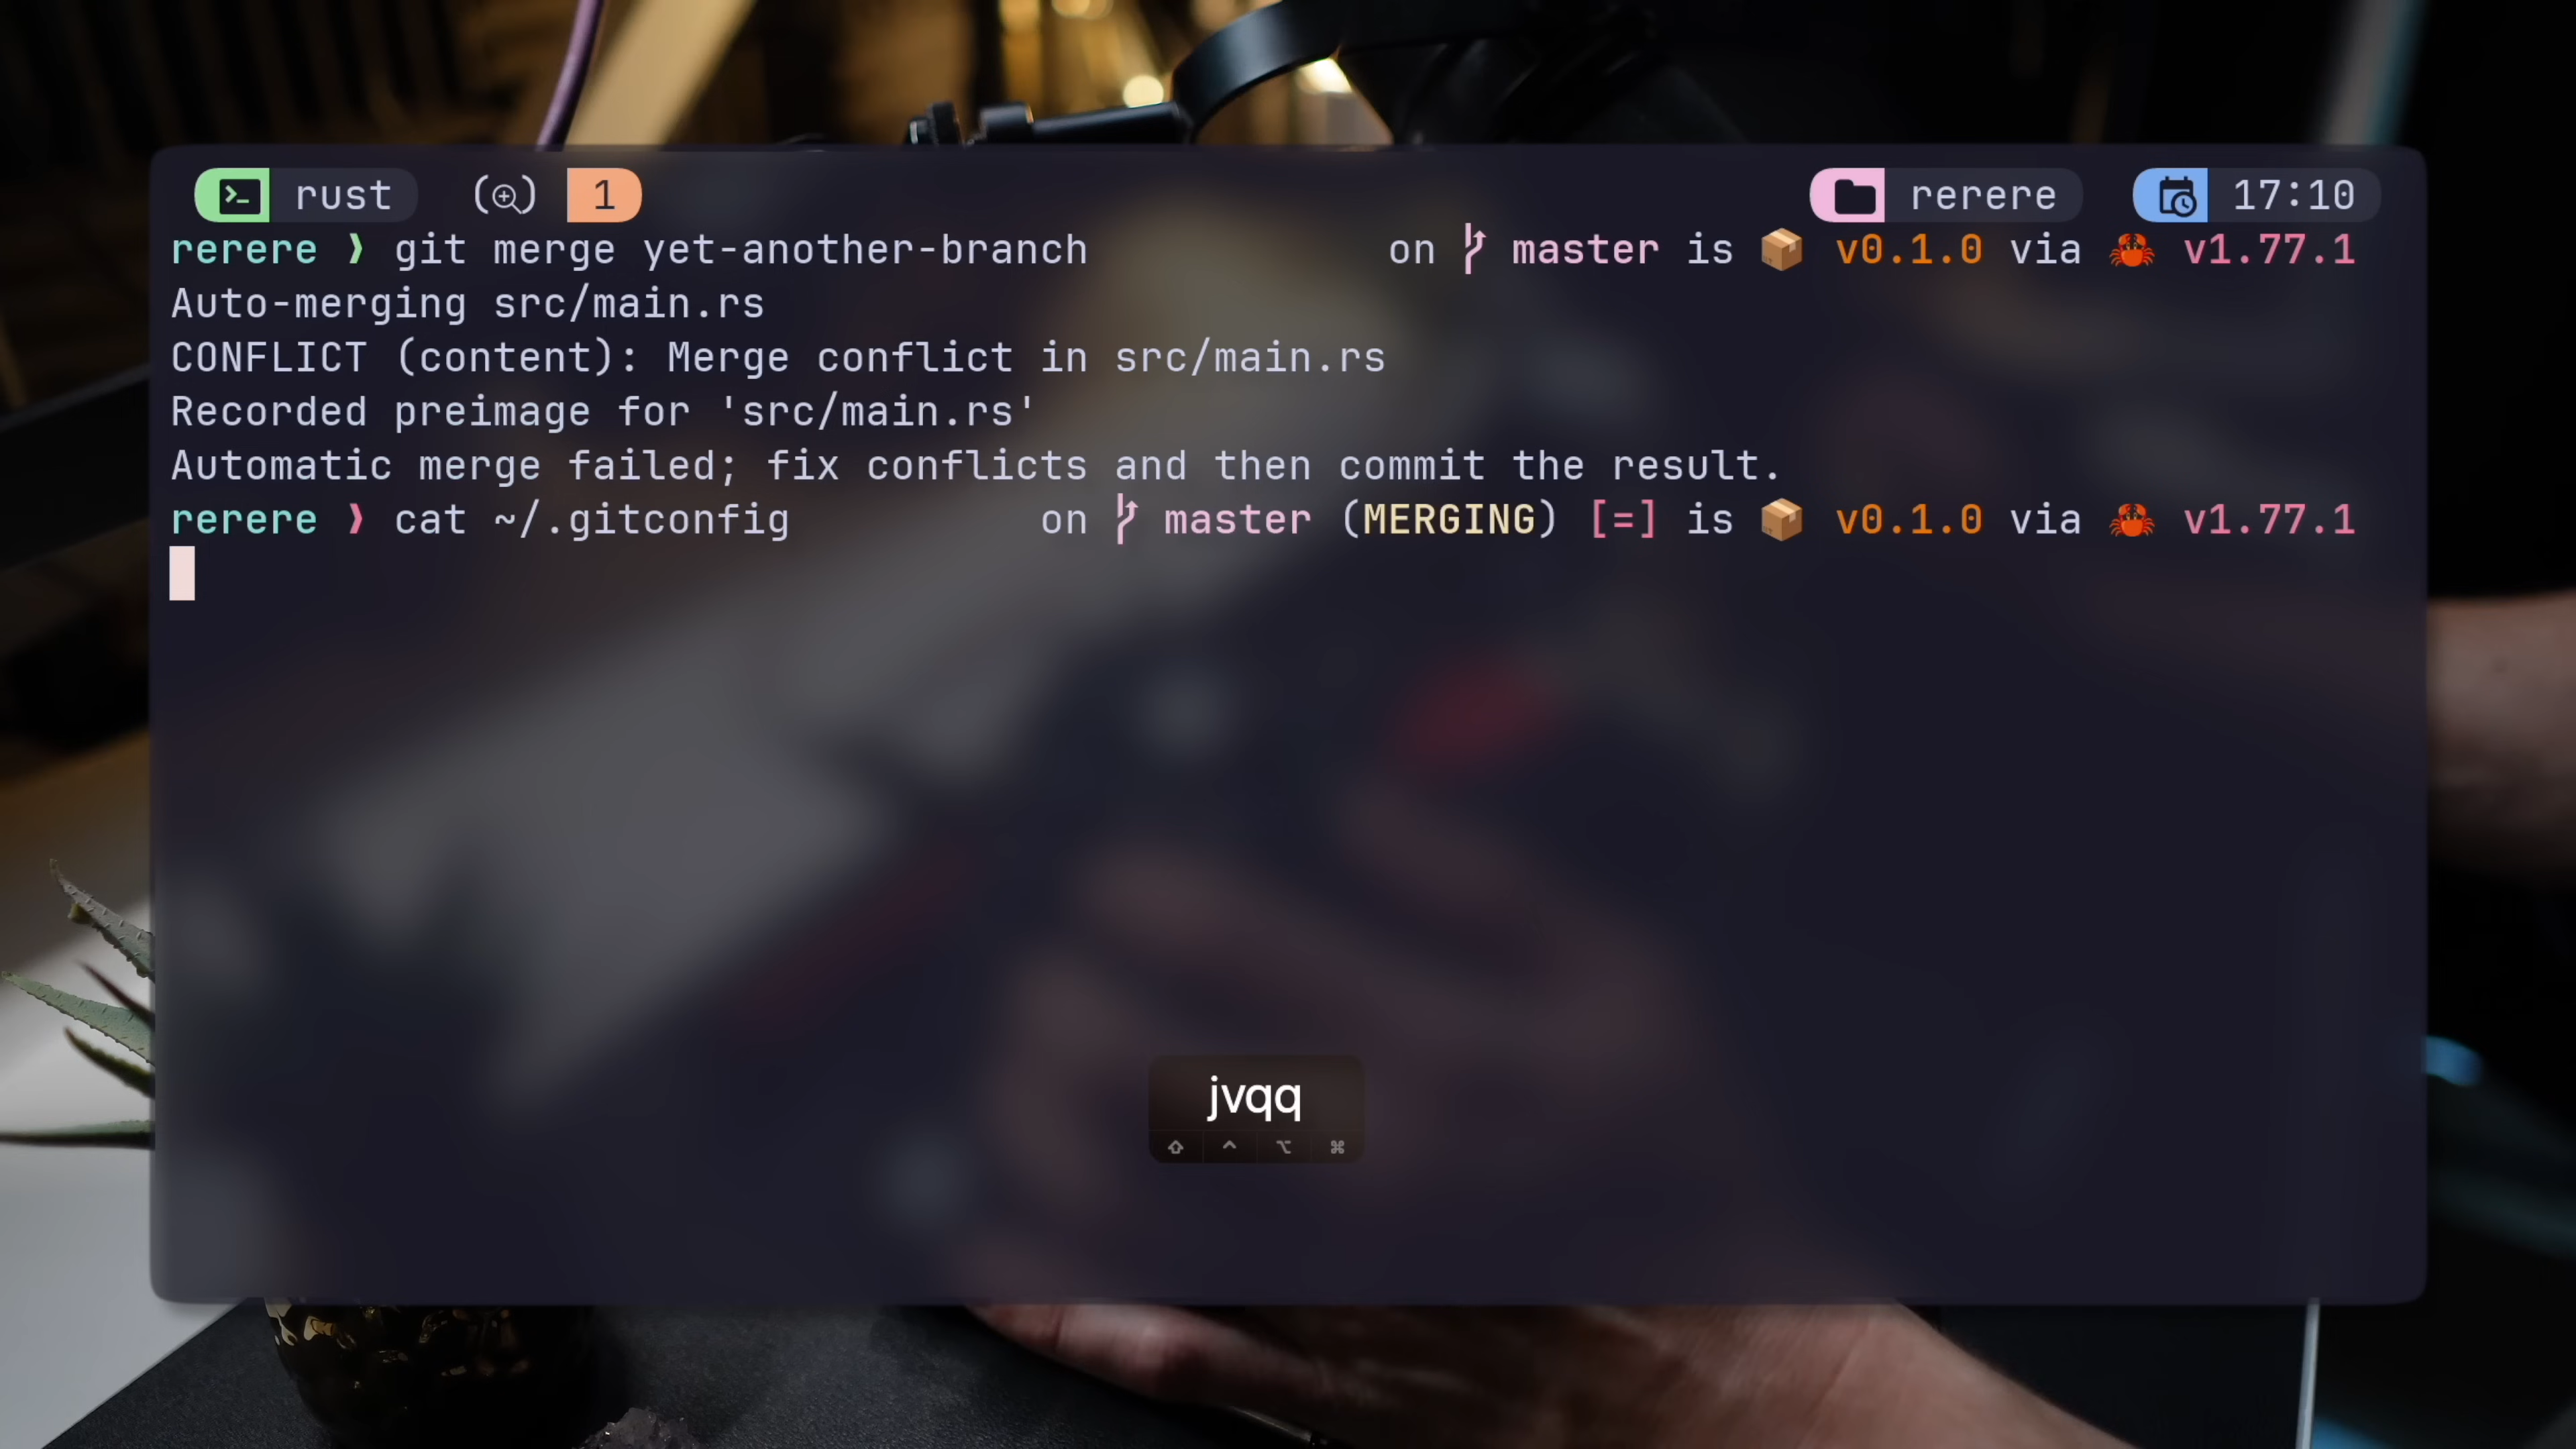 rust 1 rerere 17:10
rerere ❯ git merge yet-another-branch on master is 📦 v0.1.0 via 🦀 v1.77.1
Auto-merging src/main.rs
CONFLICT (content): Merge conflict in src/main.rs
Recorded preimage for 'src/main.rs'
Automatic merge failed; fix conflicts and then commit the result.
rerere ❯ cat ~/.gitconfig on master (MERGING) [=] is 📦 v0.1.0 via 🦀 v1.77.1
jvqq
⇧ ^ ⌥ ⌘